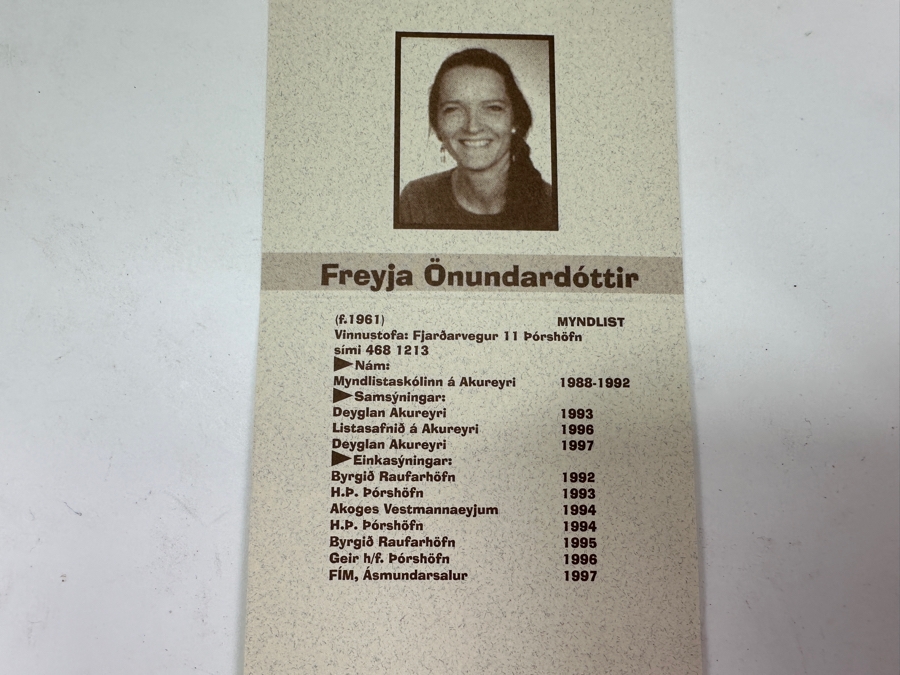 Freyja Önundardóttir
(f.1961) MYNDLIST
Vinnustofa: Fjarðarvegur 11 Þórshöfn
sími 468 1213
Nám:
Myndlistaskólinn á Akureyri 1988-1992
Samsýningar:
Deyglan Akureyri 1993
Listasafnið á Akureyri 1996
Deyglan Akureyri 1997
Einkasýningar:
Byrgið Raufarhöfn 1992
H.Þ. Þórshöfn 1993
Akoges Vestmannaeyjum 1994
H.Þ. Þórshöfn 1994
Byrgið Raufarhöfn 1995
Geir h/f. Þórshöfn 1996
FÍM, Ásmundarsalur 1997